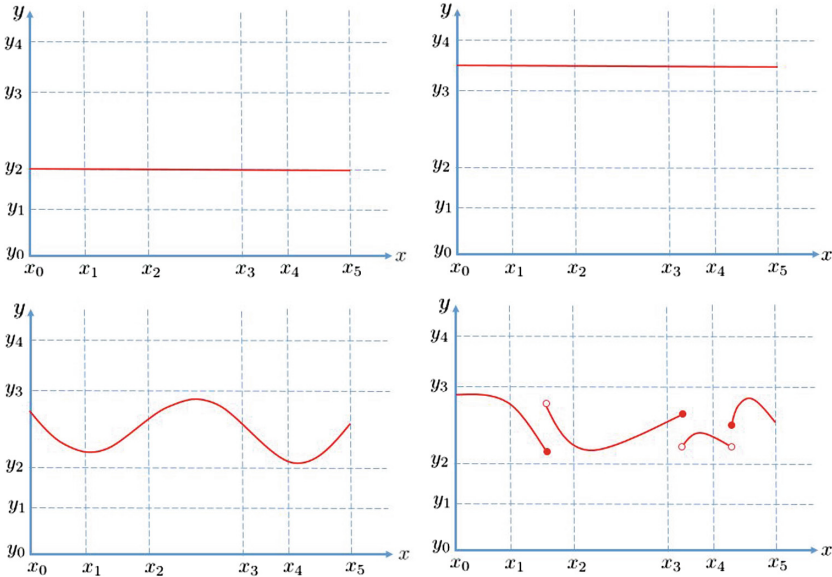 y
y₄
y₃
y₂
y₁
y₀
x₀ x₁ x₂ x₃ x₄ x₅ x
y
y₄
y₃
y₂
y₁
y₀
x₀ x₁ x₂ x₃ x₄ x₅ x
y
y₄
y₃
y₂
y₁
y₀
x₀ x₁ x₂ x₃ x₄ x₅ x
y
y₄
y₃
y₂
y₁
y₀
x₀ x₁ x₂ x₃ x₄ x₅ x